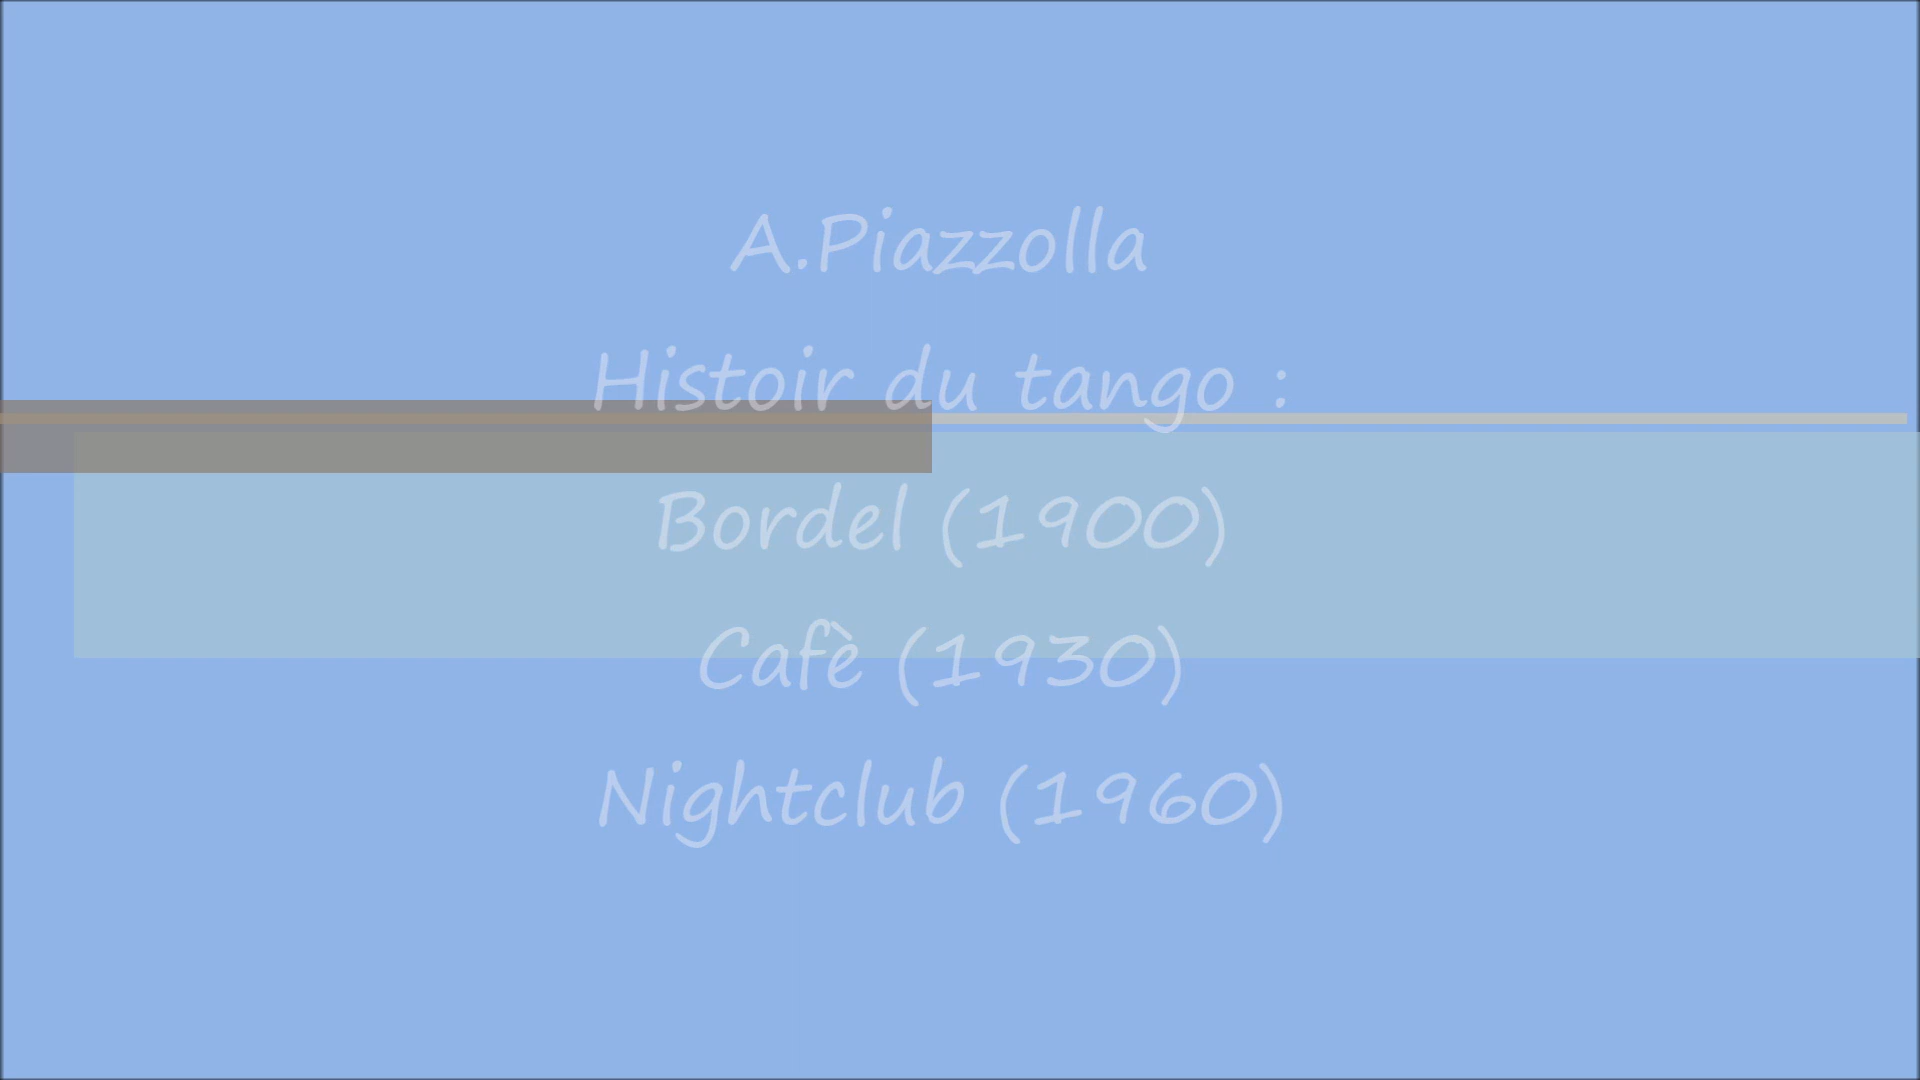 A.Piazzolla
Histoir du tango :
Bordel (1900)
Cafè (1930)
Nightclub (1960)